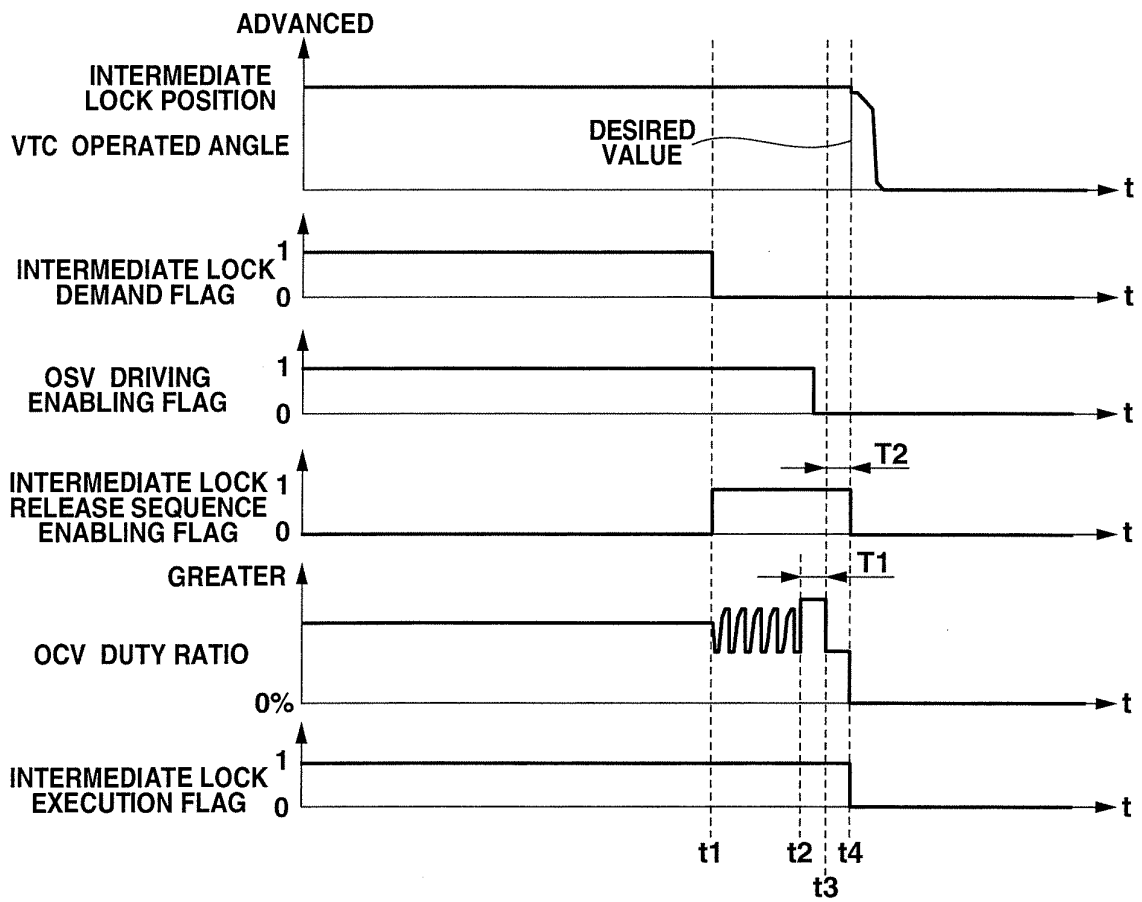 ADVANCED
INTERMEDIATE
LOCK POSITION
VTC OPERATED ANGLE
DESIRED
VALUE
t
INTERMEDIATE LOCK
DEMAND FLAG
1
0
t
OSV DRIVING
ENABLING FLAG
1
0
t
T2
INTERMEDIATE LOCK
RELEASE SEQUENCE
ENABLING FLAG
1
0
t
GREATER
T1
OCV DUTY RATIO
0%
t
INTERMEDIATE LOCK
EXECUTION FLAG
1
0
t
t1
t2
t4
t3